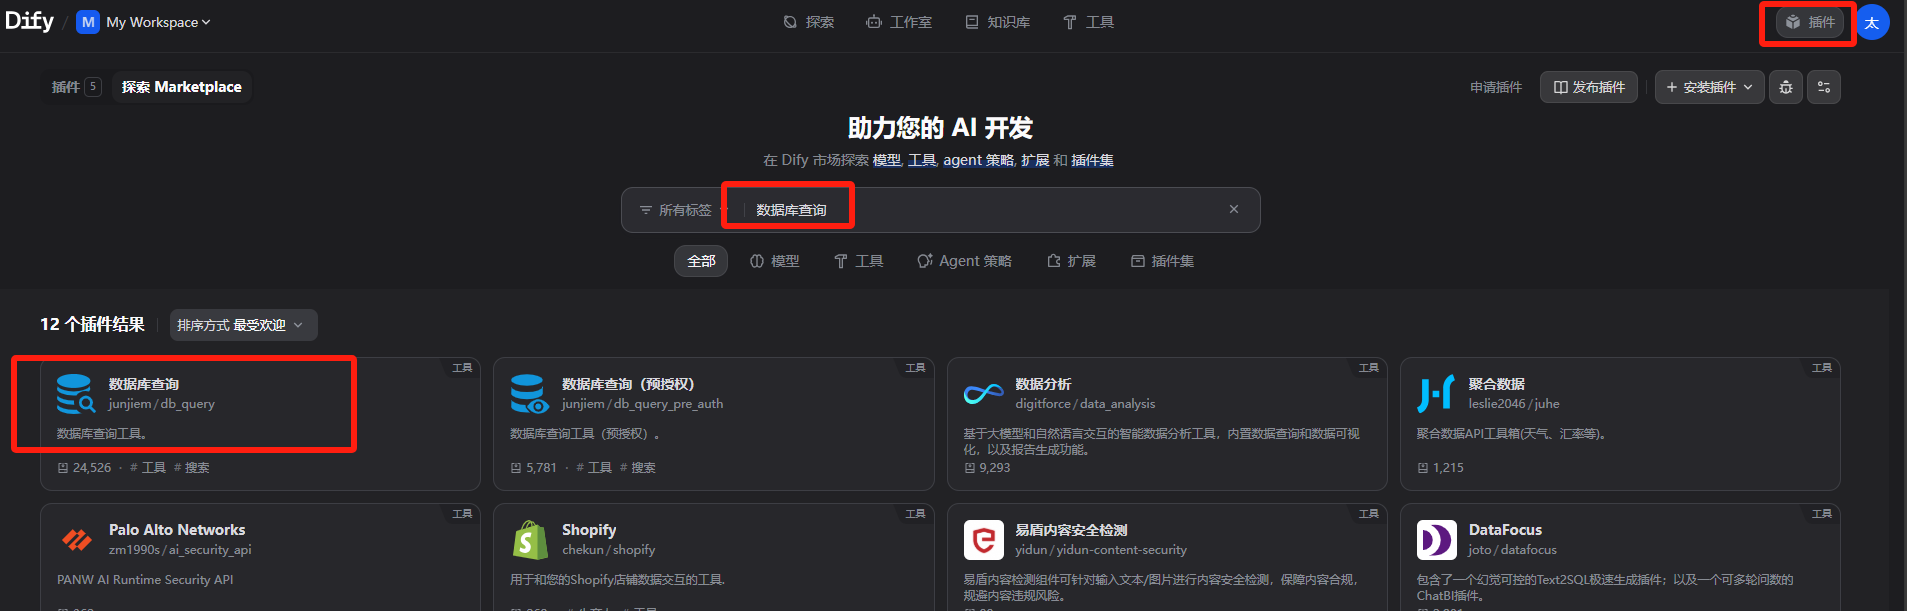 Dify / M My Workspace 探索 工作室 知识库 工具 插件 太
插件 5 探索 Marketplace 申请插件 发布插件 + 安装插件
助力您的 AI 开发
在 Dify 市场探索 模型, 工具, agent 策略, 扩展 和 插件集
所有标签 数据库查询
全部 模型 工具 Agent 策略 扩展 插件集
12 个插件结果 排序方式 最受欢迎
工具
数据库查询
junjiem / db_query
数据库查询工具。
24,526 · # 工具 # 搜索
工具
数据库查询（预授权）
junjiem / db_query_pre_auth
数据库查询工具（预授权）。
5,781 · # 工具 # 搜索
工具
数据分析
digitforce / data_analysis
基于大模型和自然语言交互的智能数据分析工具，内置数据查询和数据可视
化，以及报告生成功能。
9,293
工具
聚合数据
leslie2046 / juhe
聚合数据API工具箱(天气、汇率等)。
1,215
工具
Palo Alto Networks
zm1990s / ai_security_api
PANW AI Runtime Security API
工具
Shopify
chekun / shopify
用于和您的Shopify店铺数据交互的工具.
工具
易盾内容安全检测
yidun / yidun-content-security
易盾内容检测组件可针对输入文本/图片进行内容安全检测，保障内容合规，
规避内容违规风险。
工具
DataFocus
joto / datafocus
包含了一个幻觉可控的Text2SQL极速生成插件；以及一个可多轮问数的
ChatBI插件。